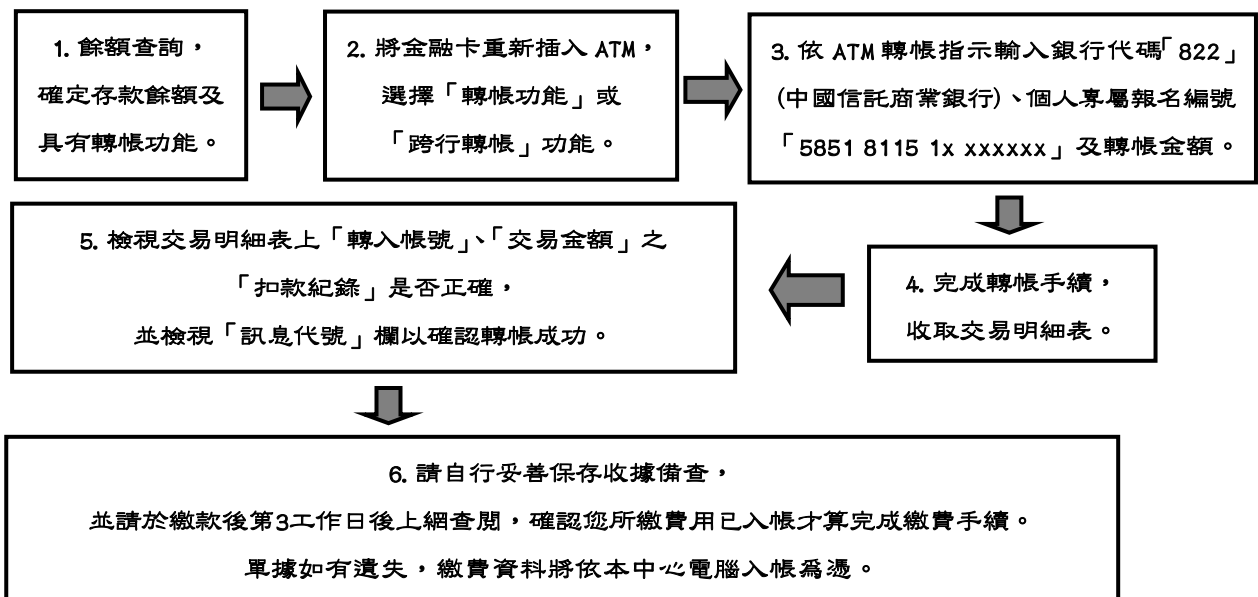 1. 餘額查詢，
確定存款餘額及
具有轉帳功能。
2. 將金融卡重新插入 ATM，
選擇「轉帳功能」或
「跨行轉帳」功能。
3. 依 ATM 轉帳指示輸入銀行代碼「822」
(中國信託商業銀行)、個人專屬報名編號
「5851 8115 1x xxxxxx」及轉帳金額。
4. 完成轉帳手續，
收取交易明細表。
5. 檢視交易明細表上「轉入帳號」、「交易金額」之
「扣款紀錄」是否正確，
並檢視「訊息代號」欄以確認轉帳成功。
6. 請自行妥善保存收據備查，
並請於繳款後第3工作日後上網查閱，確認您所繳費用已入帳才算完成繳費手續。
單據如有遺失，繳費資料將依本中心電腦入帳為憑。